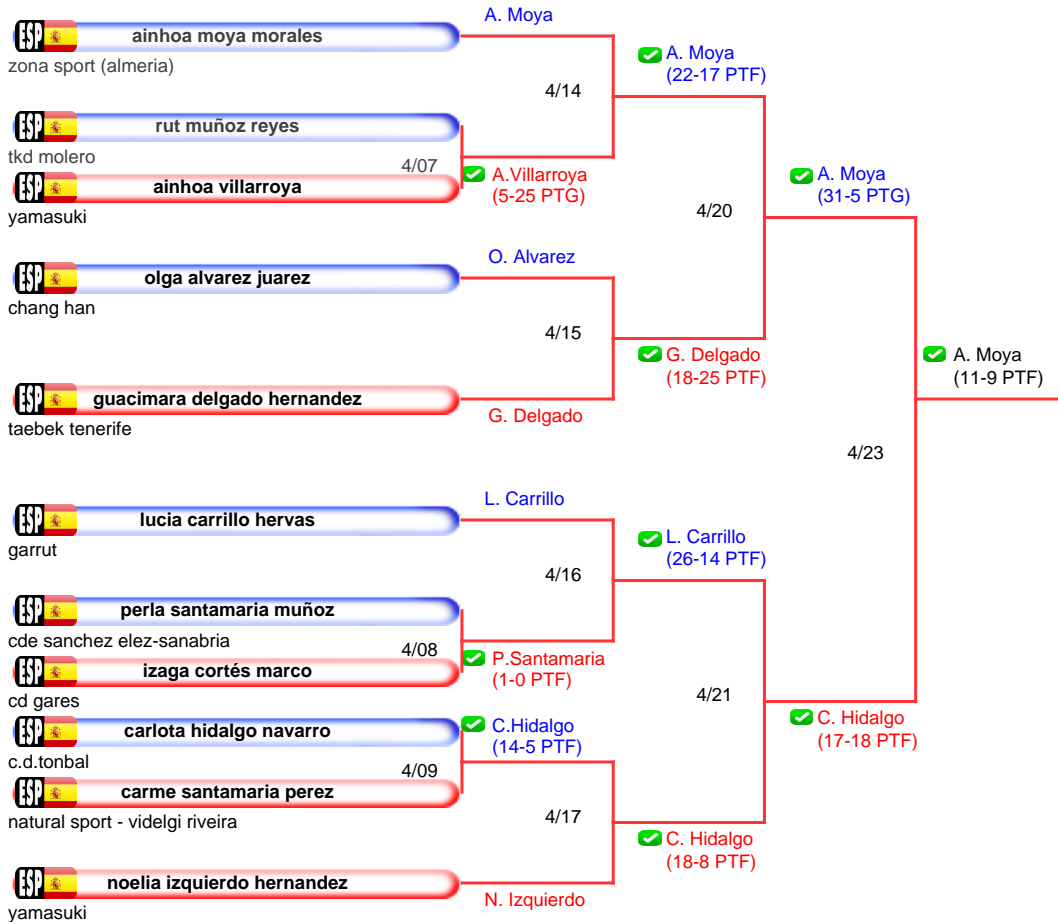 A. Moya
ESP ainhoa moya morales
zona sport (almeria)
A. Moya
(22-17 PTF)
4/14
ESP rut muñoz reyes
tkd molero
4/07
ESP ainhoa villarroya
yamasuki
A.Villarroya
(5-25 PTG)
A. Moya
(31-5 PTG)
4/20
O. Alvarez
ESP olga alvarez juarez
chang han
4/15
G. Delgado
(18-25 PTF)
ESP guacimara delgado hernandez
taebek tenerife
G. Delgado
A. Moya
(11-9 PTF)
4/23
L. Carrillo
ESP lucia carrillo hervas
garrut
L. Carrillo
(26-14 PTF)
4/16
ESP perla santamaria muñoz
cde sanchez elez-sanabria
4/08
ESP izaga cortés marco
cd gares
P.Santamaria
(1-0 PTF)
4/21
ESP carlota hidalgo navarro
c.d.tonbal
C.Hidalgo
(14-5 PTF)
C. Hidalgo
(17-18 PTF)
4/09
ESP carme santamaria perez
natural sport - videlgi riveira
4/17
C. Hidalgo
(18-8 PTF)
ESP noelia izquierdo hernandez
yamasuki
N. Izquierdo